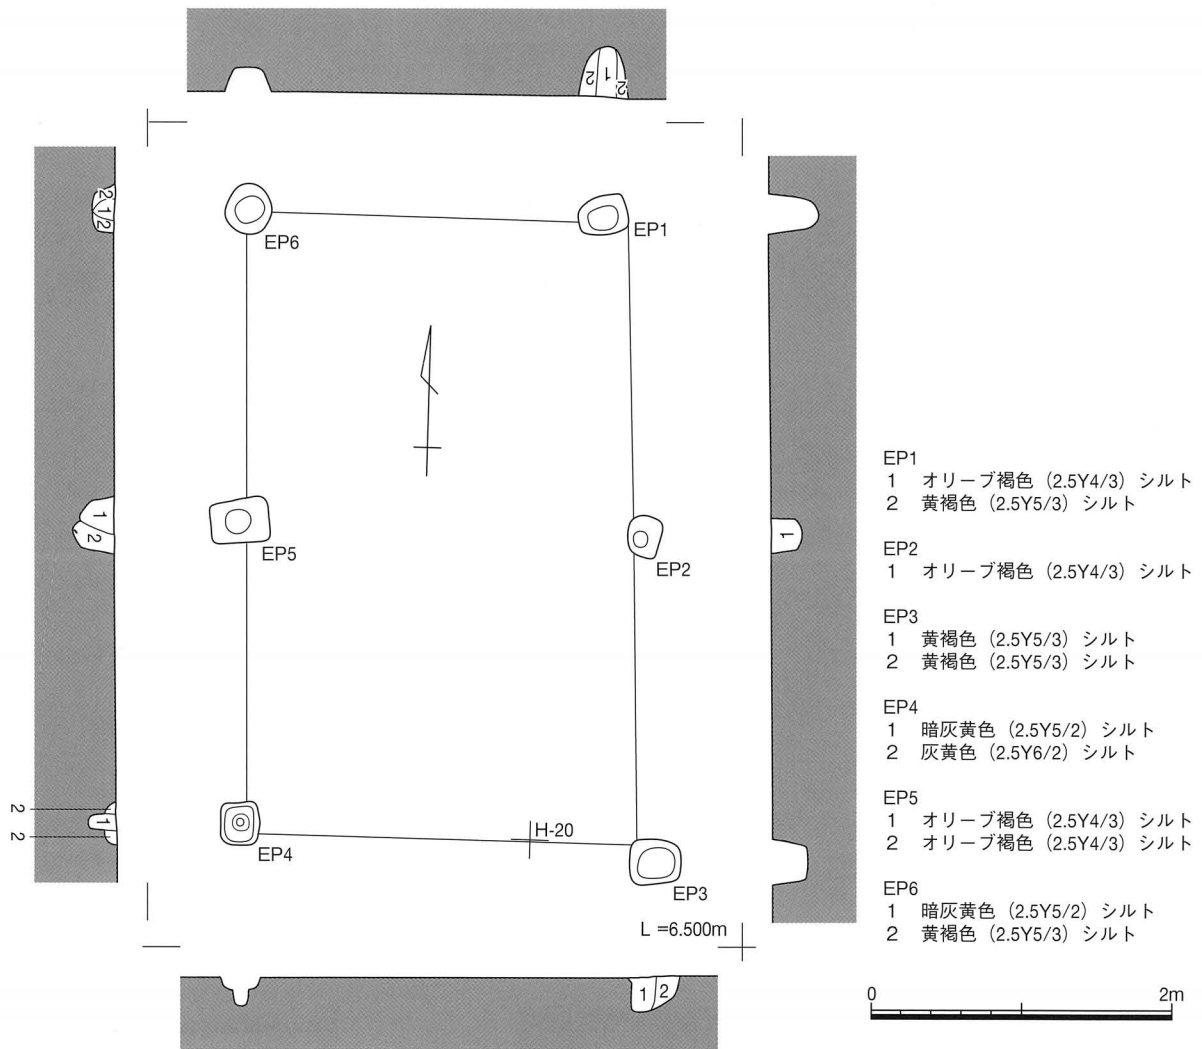 2
1
2
2
1
2
EP6
EP1
1
2
EP5
EP2
1
2
1
2
EP4
H-20
EP3
L =6.500m
1
2
EP1
1 オリーブ褐色（2.5Y4/3）シルト
2 黄褐色（2.5Y5/3）シルト
EP2
1 オリーブ褐色（2.5Y4/3）シルト
EP3
1 黄褐色（2.5Y5/3）シルト
2 黄褐色（2.5Y5/3）シルト
EP4
1 暗灰黄色（2.5Y5/2）シルト
2 灰黄色（2.5Y6/2）シルト
EP5
1 オリーブ褐色（2.5Y4/3）シルト
2 オリーブ褐色（2.5Y4/3）シルト
EP6
1 暗灰黄色（2.5Y5/2）シルト
2 黄褐色（2.5Y5/3）シルト
0 2m
1
2
2